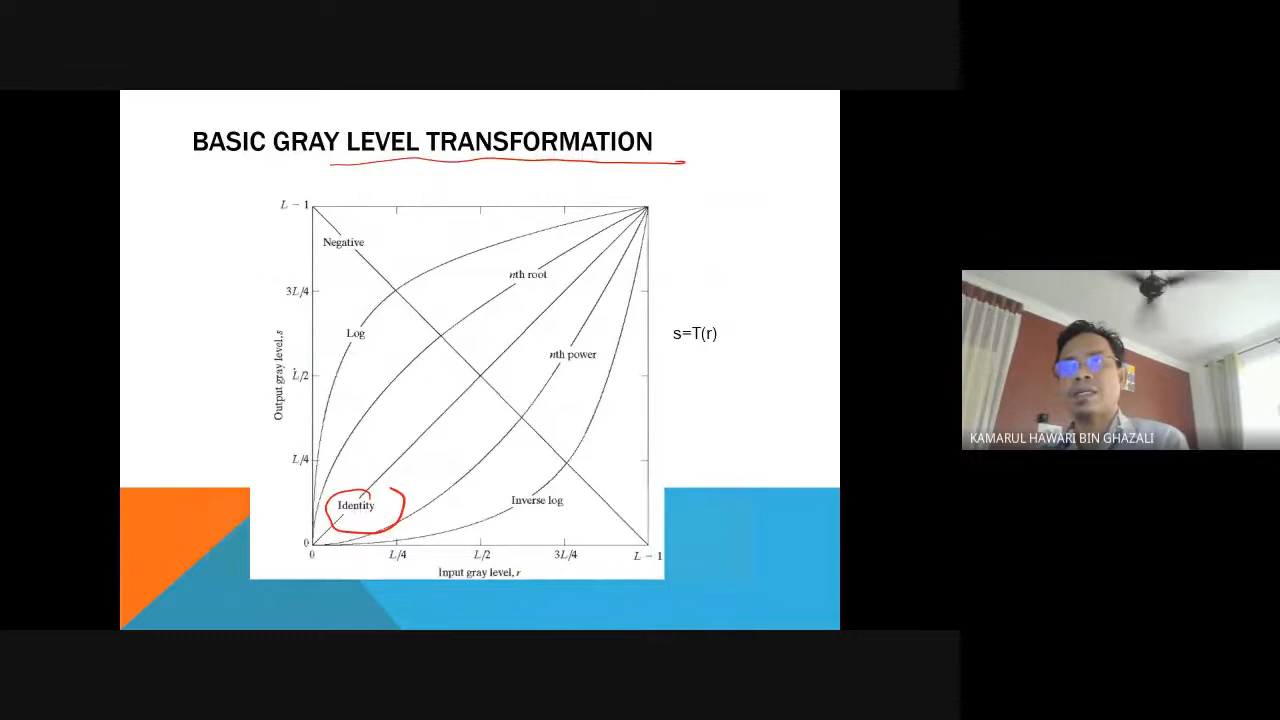 BASIC GRAY LEVEL TRANSFORMATION
L − 1
Negative
nth root
3L/4
Log
s=T(r)
nth power
L/2
Output gray level, s
L/4
Identity
Inverse log
0
0
L/4
L/2
3L/4
L − 1
Input gray level, r
KAMARUL HAWARI BIN GHAZALI